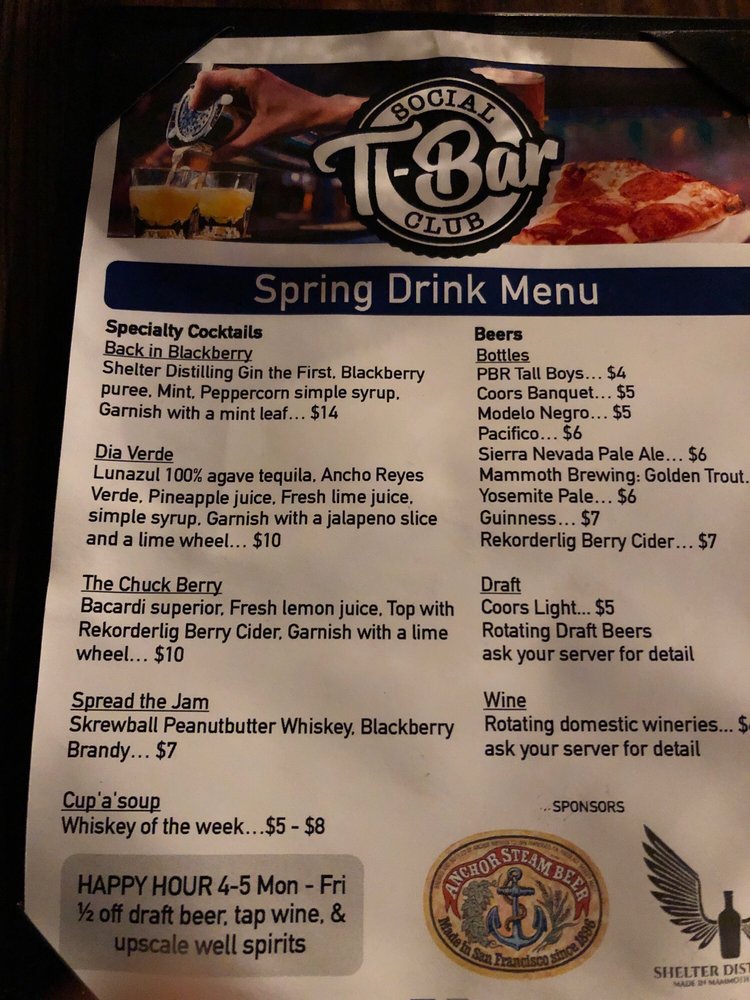 SOCIAL
Ti-Bar
CLUB
Spring Drink Menu
Specialty Cocktails
Back in Blackberry
Shelter Distilling Gin the First, Blackberry
puree, Mint, Peppercorn simple syrup,
Garnish with a mint leaf... $14
Dia Verde
Lunazul 100% agave tequila, Ancho Reyes
Verde, Pineapple juice, Fresh lime juice,
simple syrup, Garnish with a jalapeno slice
and a lime wheel... $10
The Chuck Berry
Bacardi superior, Fresh lemon juice, Top with
Rekorderlig Berry Cider, Garnish with a lime
wheel... $10
Spread the Jam
Skrewball Peanutbutter Whiskey, Blackberry
Brandy... $7
Cup'a'soup
Whiskey of the week...$5 - $8
HAPPY HOUR 4-5 Mon - Fri
½ off draft beer, tap wine, &
upscale well spirits
Beers
Bottles
PBR Tall Boys... $4
Coors Banquet... $5
Modelo Negro... $5
Pacifico... $6
Sierra Nevada Pale Ale... $6
Mammoth Brewing: Golden Trout.
Yosemite Pale... $6
Guinness... $7
Rekorderlig Berry Cider... $7
Draft
Coors Light... $5
Rotating Draft Beers
ask your server for detail
Wine
Rotating domestic wineries... $
ask your server for detail
SPONSORS
ANCHOR STEAM BEER
Made in San Francisco since 1896
SHELTER DIST
MADE IN MAMMOTH